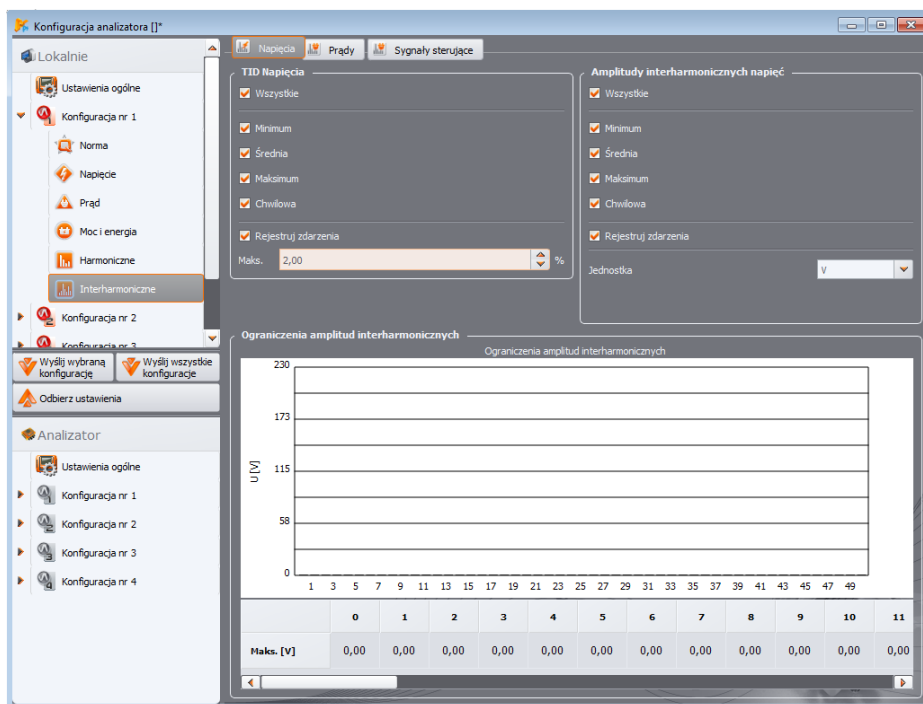 Konfiguracja analizatora []*
Lokalnie
Ustawienia ogólne
Konfiguracja nr 1
Norma
Napięcie
Prąd
Moc i energia
Harmoniczne
Interharmoniczne
Konfiguracja nr 2
Konfiguracja nr 3
Wyślij wybraną konfigurację
Wyślij wszystkie konfiguracje
Odbierz ustawienia
Analizator
Ustawienia ogólne
Konfiguracja nr 1
Konfiguracja nr 2
Konfiguracja nr 3
Konfiguracja nr 4
Napięcia Prądy Sygnały sterujące
TID Napięcia
Wszystkie
Minimum
Średnia
Maksimum
Chwilowa
Rejestruj zdarzenia
Maks. 2,00 %
Amplitudy interharmonicznych napięć
Wszystkie
Minimum
Średnia
Maksimum
Chwilowa
Rejestruj zdarzenia
Jednostka V
Ograniczenia amplitud interharmonicznych
Ograniczenia amplitud interharmonicznych
230
173
115
58
0
U [V]
1 3 5 7 9 11 13 15 17 19 21 23 25 27 29 31 33 35 37 39 41 43 45 47 49
0 1 2 3 4 5 6 7 8 9 10 11
Maks. [V] 0,00 0,00 0,00 0,00 0,00 0,00 0,00 0,00 0,00 0,00 0,00 0,00